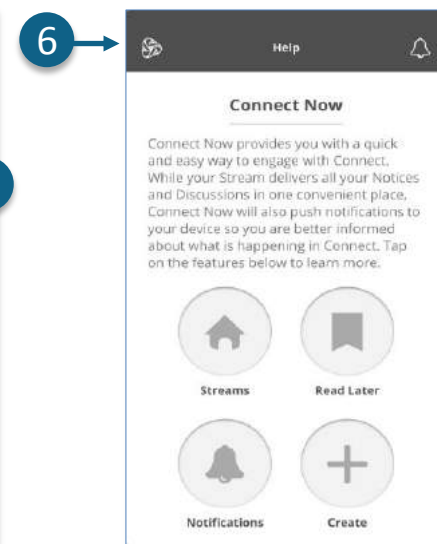 6
Help
Connect Now
Connect Now provides you with a quick
and easy way to engage with Connect.
While your Stream delivers all your Notices
and Discussions in one convenient place,
Connect Now will also push notifications to
your device so you are better informed
about what is happening in Connect. Tap
on the features below to learn more.
Streams Read Later
Notifications Create